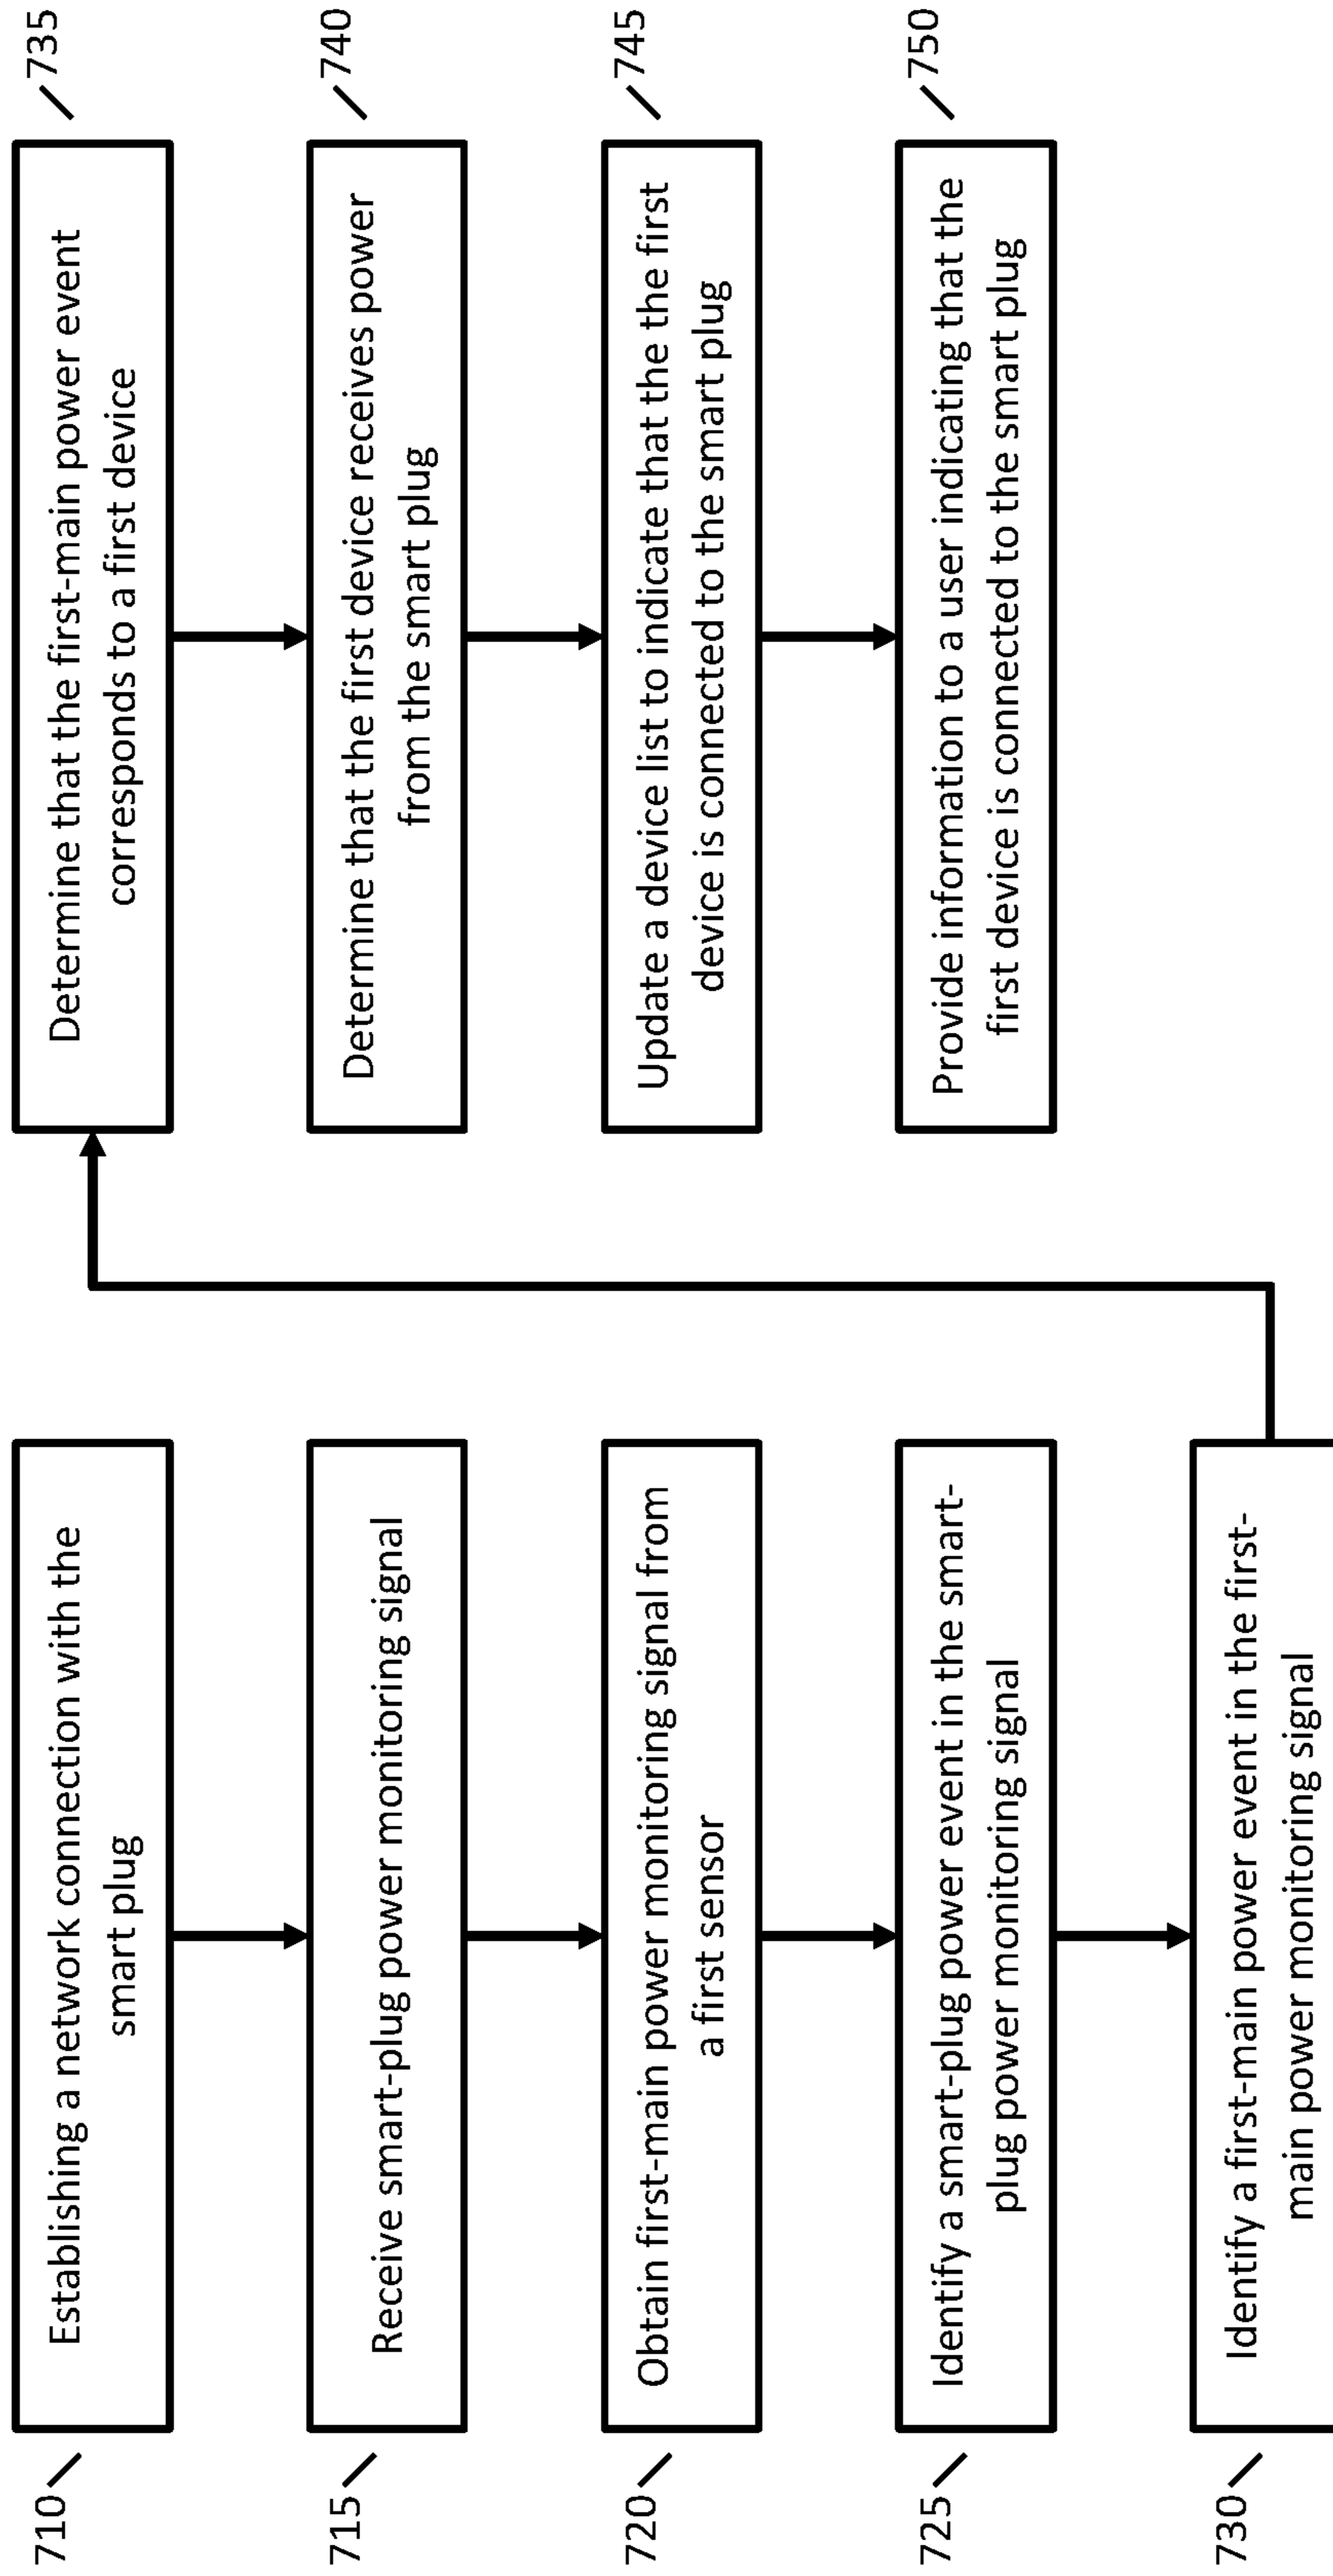 710
Establishing a network connection with the
smart plug
715
Receive smart-plug power monitoring signal
720
Obtain first-main power monitoring signal from
a first sensor
725
Identify a smart-plug power event in the smart-
plug power monitoring signal
730
Identify a first-main power event in the first-
main power monitoring signal
735
Determine that the first-main power event
corresponds to a first device
740
Determine that the first device receives power
from the smart plug
745
Update a device list to indicate that the the first
device is connected to the smart plug
750
Provide information to a user indicating that the
first device is connected to the smart plug